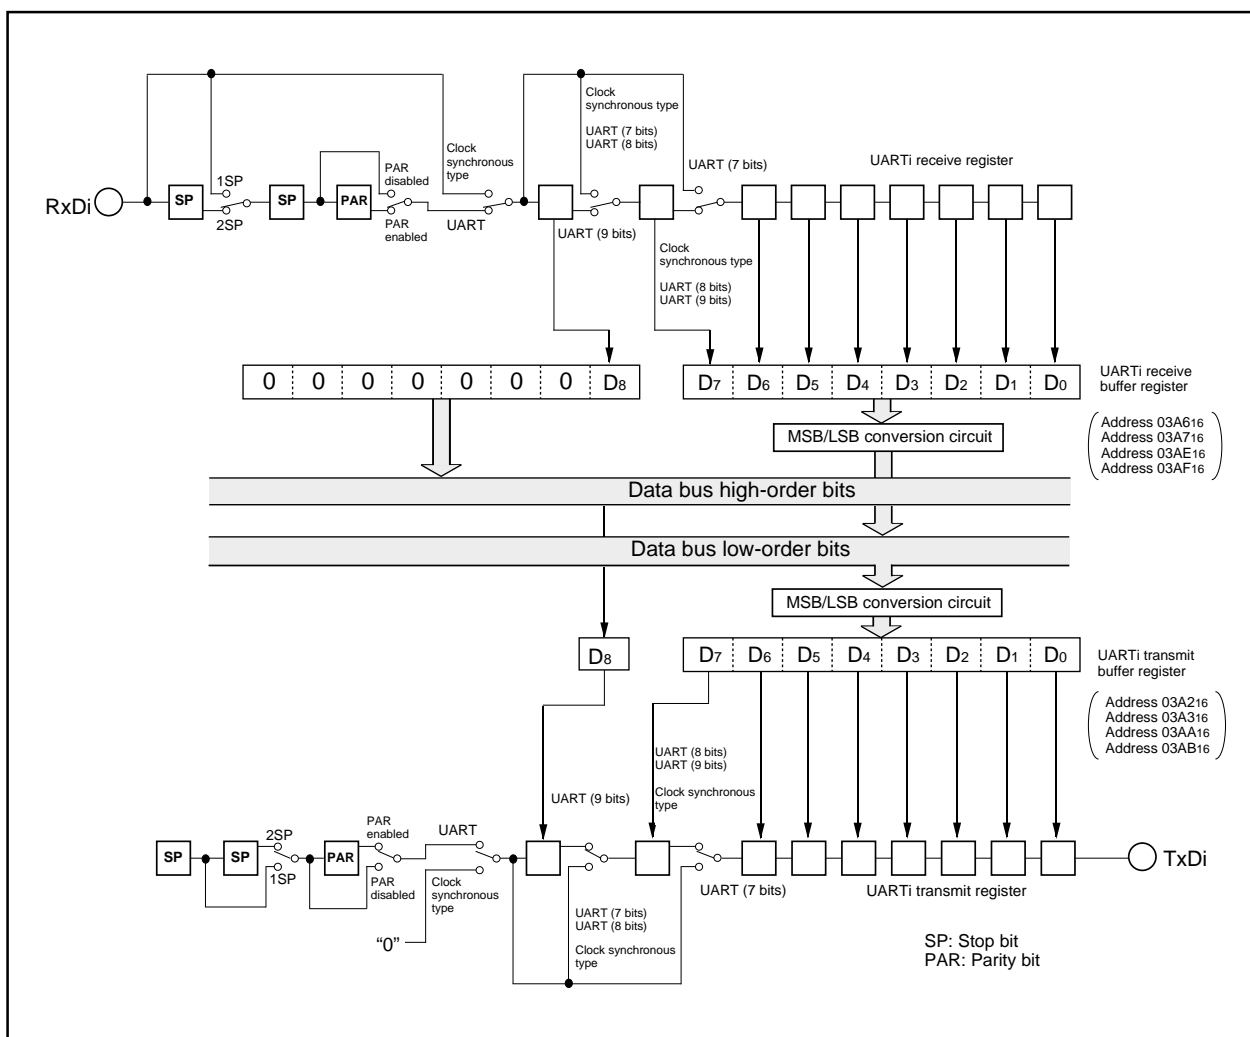 Clock
synchronous type
UART (7 bits)
UART (8 bits)
Clock
synchronous
type
UART (7 bits)
UARTi receive register
PAR
disabled
1SP
RxDi
SP
SP
PAR
2SP
PAR
enabled
UART
UART (9 bits)
Clock
synchronous type
UART (8 bits)
UART (9 bits)
0 0 0 0 0 0 0 D8
D7 D6 D5 D4 D3 D2 D1 D0
UARTi receive
buffer register
MSB/LSB conversion circuit
Address 03A616
Address 03A716
Address 03AE16
Address 03AF16
Data bus high-order bits
Data bus low-order bits
MSB/LSB conversion circuit
D8
D7 D6 D5 D4 D3 D2 D1 D0
UARTi transmit
buffer register
Address 03A216
Address 03A316
Address 03AA16
Address 03AB16
UART (8 bits)
UART (9 bits)
Clock synchronous
type
UART (9 bits)
PAR
enabled
2SP
UART
SP
SP
PAR
TxDi
1SP
PAR
disabled
Clock
synchronous
type
UART (7 bits)
UARTi transmit register
UART (7 bits)
UART (8 bits)
Clock synchronous
type
“0”
SP: Stop bit
PAR: Parity bit